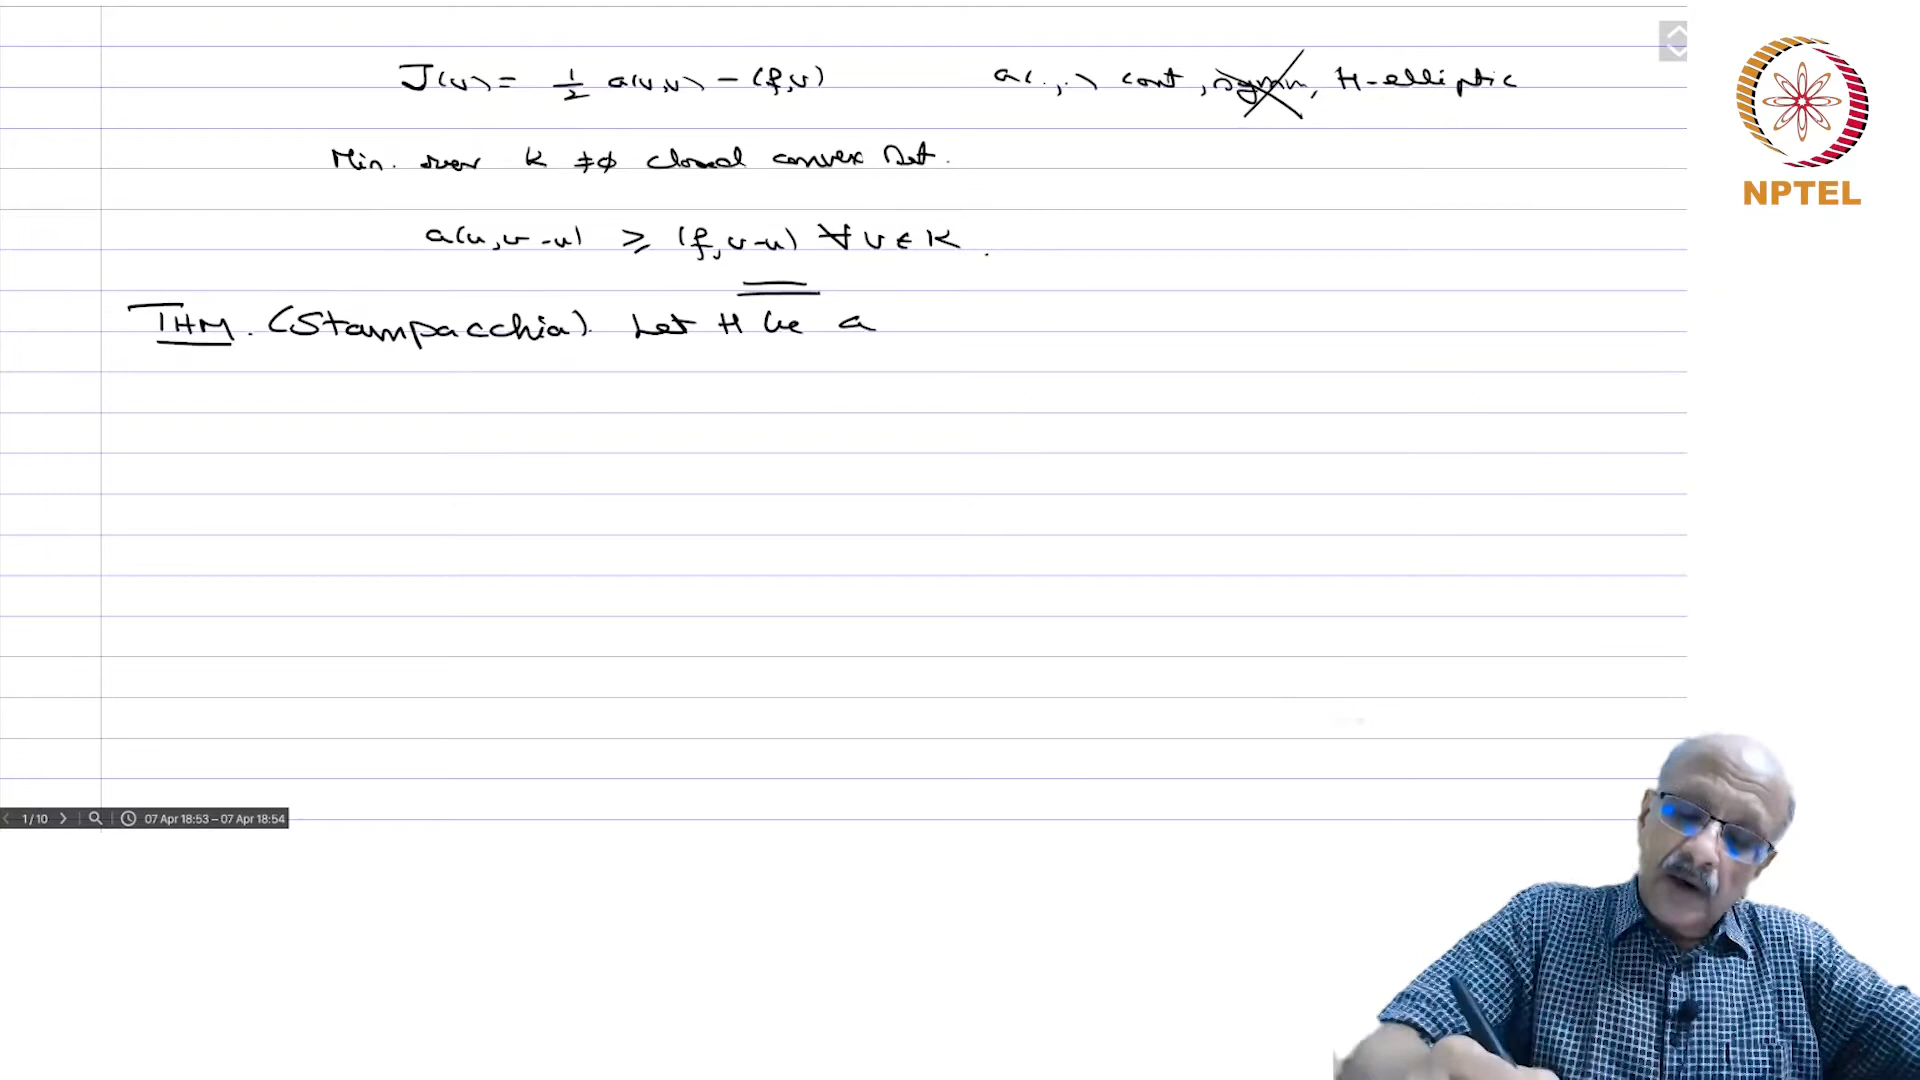 J(v) = 1/2 a(v,v) - (f,v) a(.,.) cont, symm, H-elliptic
Min. over K ≠ φ closed convex set.
a(u,v-u) ≥ (f,v-u) ∀ v ∈ K.
THM. (Stampacchia). Let H be a
NPTEL
1/10 07 Apr 18:53 – 07 Apr 18:54